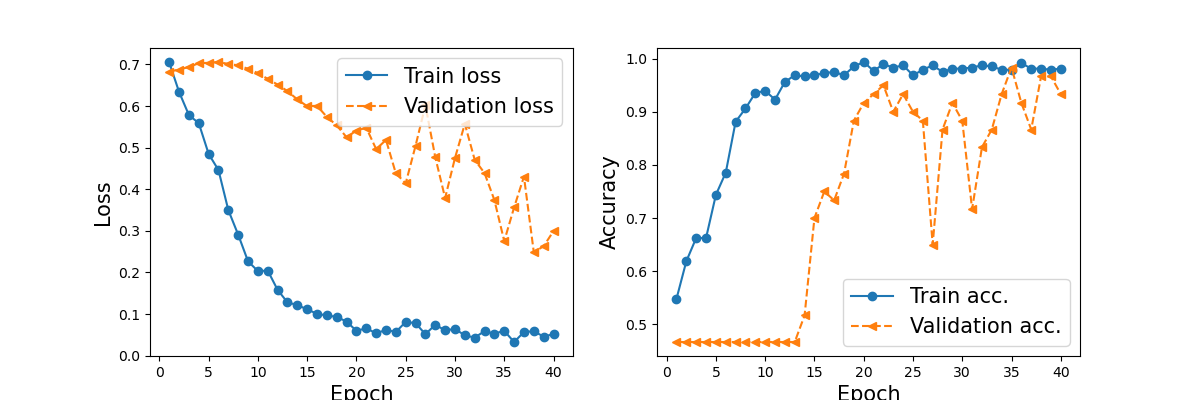 0.7
0.6
0.5
0.4
0.3
0.2
0.1
0.0
Loss
Train loss
Validation loss
0 5 10 15 20 25 30 35 40
Epoch
1.0
0.9
0.8
0.7
0.6
0.5
Accuracy
Train acc.
Validation acc.
0 5 10 15 20 25 30 35 40
Epoch